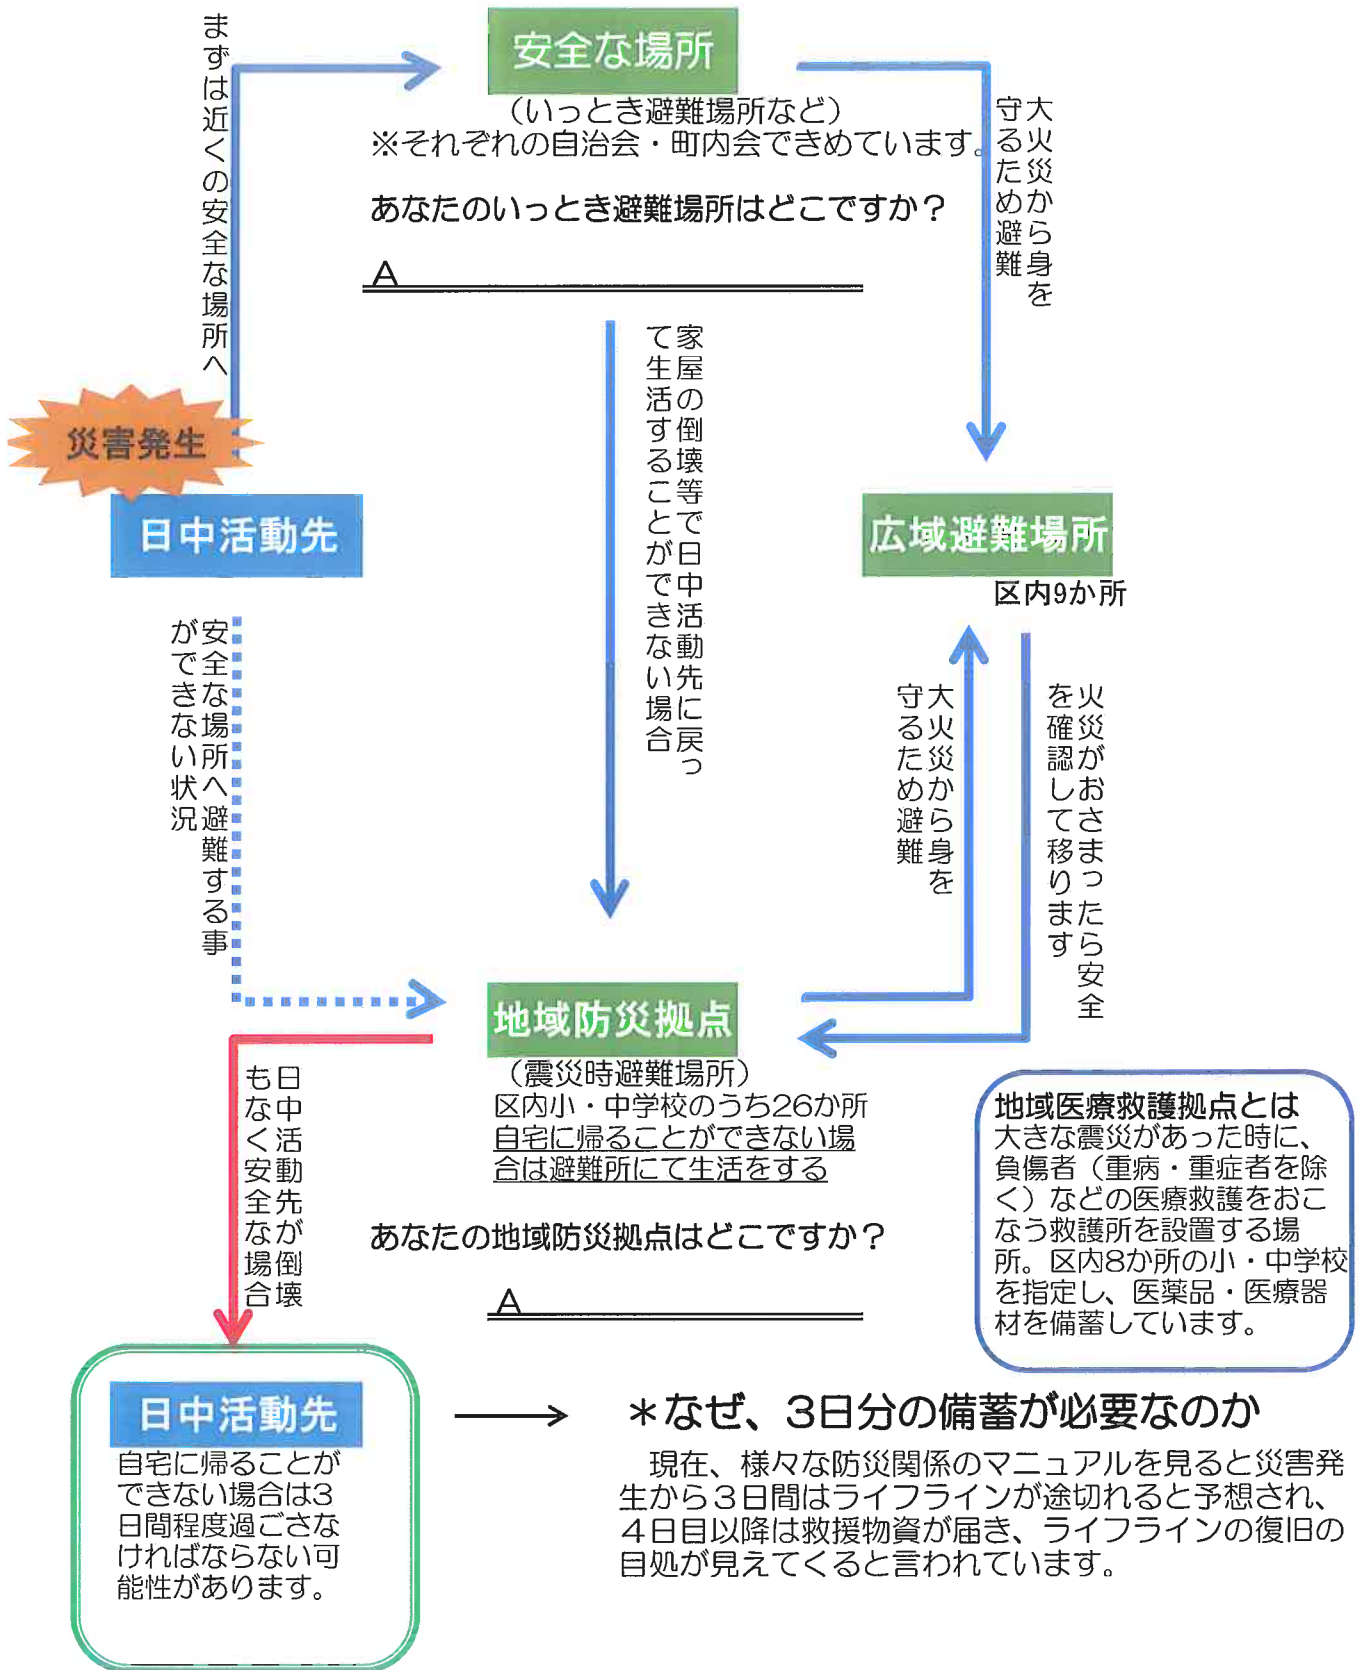 まずは近くの安全な場所へ
安全な場所
（いっとき避難場所など）
※それぞれの自治会・町内会できめています。
あなたのいっとき避難場所はどこですか？
A
大火災から身を
守るため避難
災害発生
日中活動先
家屋の倒壊等で日中活動先に戻っ
て生活することができない場合
広域避難場所
区内9か所
安全な場所へ避難する事
ができない状況
大火災から身を
守るため避難
火災がおさまったら安全
を確認して移ります
地域防災拠点
（震災時避難場所）
区内小・中学校のうち26か所
自宅に帰ることができない場
合は避難所にて生活をする
あなたの地域防災拠点はどこですか？
A
日中活動先が倒壊
もなく安全な場合
地域医療救護拠点とは
大きな震災があった時に、
負傷者（重病・重症者を除
く）などの医療救護をおこ
なう救護所を設置する場
所。区内8か所の小・中学校
を指定し、医薬品・医療器
材を備蓄しています。
日中活動先
自宅に帰ることが
できない場合は3
日間程度過ごさな
ければならない可
能性があります。
＊なぜ、3日分の備蓄が必要なのか
現在、様々な防災関係のマニュアルを見ると災害発
生から３日間はライフラインが途切れると予想され、
４日目以降は救援物資が届き、ライフラインの復旧の
目処が見えてくると言われています。